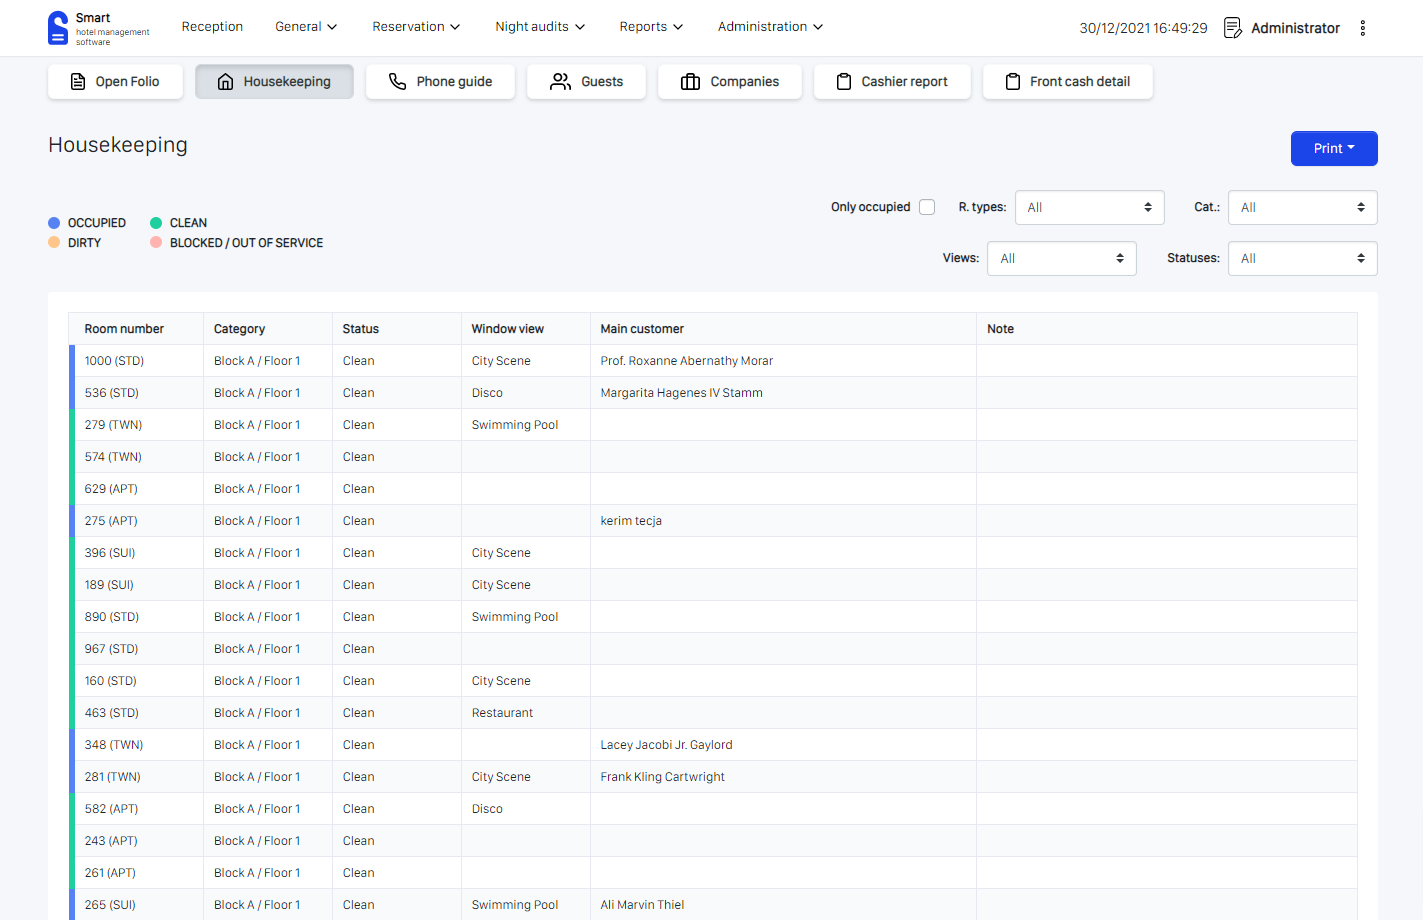 Smart
hotel management
software
Reception General Reservation Night audits Reports Administration 30/12/2021 16:49:29 Administrator
Open Folio Housekeeping Phone guide Guests Companies Cashier report Front cash detail
Housekeeping
Print
Only occupied R. types: All Cat.: All
OCCUPIED CLEAN
DIRTY BLOCKED / OUT OF SERVICE
Views: All Statuses: All
Room number Category Status Window view Main customer Note
1000 (STD) Block A / Floor 1 Clean City Scene Prof. Roxanne Abernathy Morar
536 (STD) Block A / Floor 1 Clean Disco Margarita Hagenes IV Stamm
279 (TWN) Block A / Floor 1 Clean Swimming Pool
574 (TWN) Block A / Floor 1 Clean
629 (APT) Block A / Floor 1 Clean
275 (APT) Block A / Floor 1 Clean kerim tecja
396 (SUI) Block A / Floor 1 Clean City Scene
189 (SUI) Block A / Floor 1 Clean City Scene
890 (STD) Block A / Floor 1 Clean Swimming Pool
967 (STD) Block A / Floor 1 Clean
160 (STD) Block A / Floor 1 Clean City Scene
463 (STD) Block A / Floor 1 Clean Restaurant
348 (TWN) Block A / Floor 1 Clean Lacey Jacobi Jr. Gaylord
281 (TWN) Block A / Floor 1 Clean City Scene Frank Kling Cartwright
582 (APT) Block A / Floor 1 Clean Disco
243 (APT) Block A / Floor 1 Clean
261 (APT) Block A / Floor 1 Clean
265 (SUI) Block A / Floor 1 Clean Swimming Pool Ali Marvin Thiel